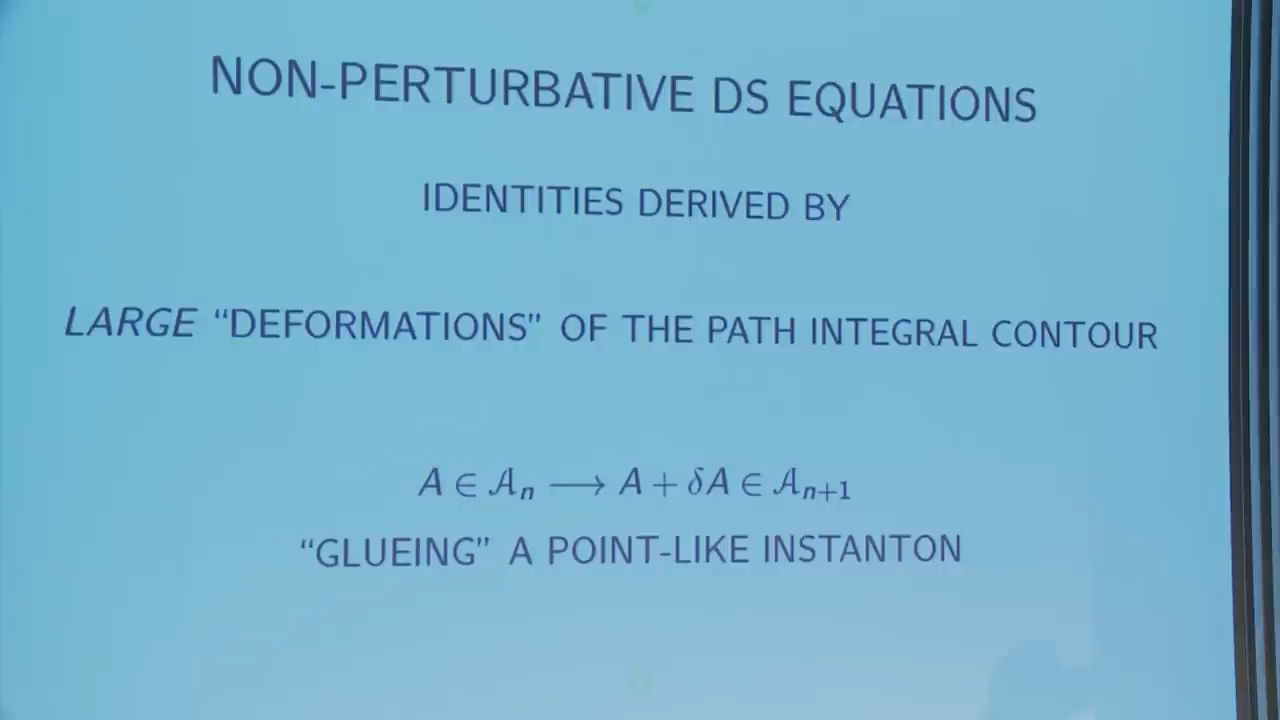 NON-PERTURBATIVE DS EQUATIONS
IDENTITIES DERIVED BY
LARGE “DEFORMATIONS” OF THE PATH INTEGRAL CONTOUR
A ∈ 𝒜ₙ ⟶ A + δA ∈ 𝒜ₙ₊₁
“GLUEING” A POINT-LIKE INSTANTON